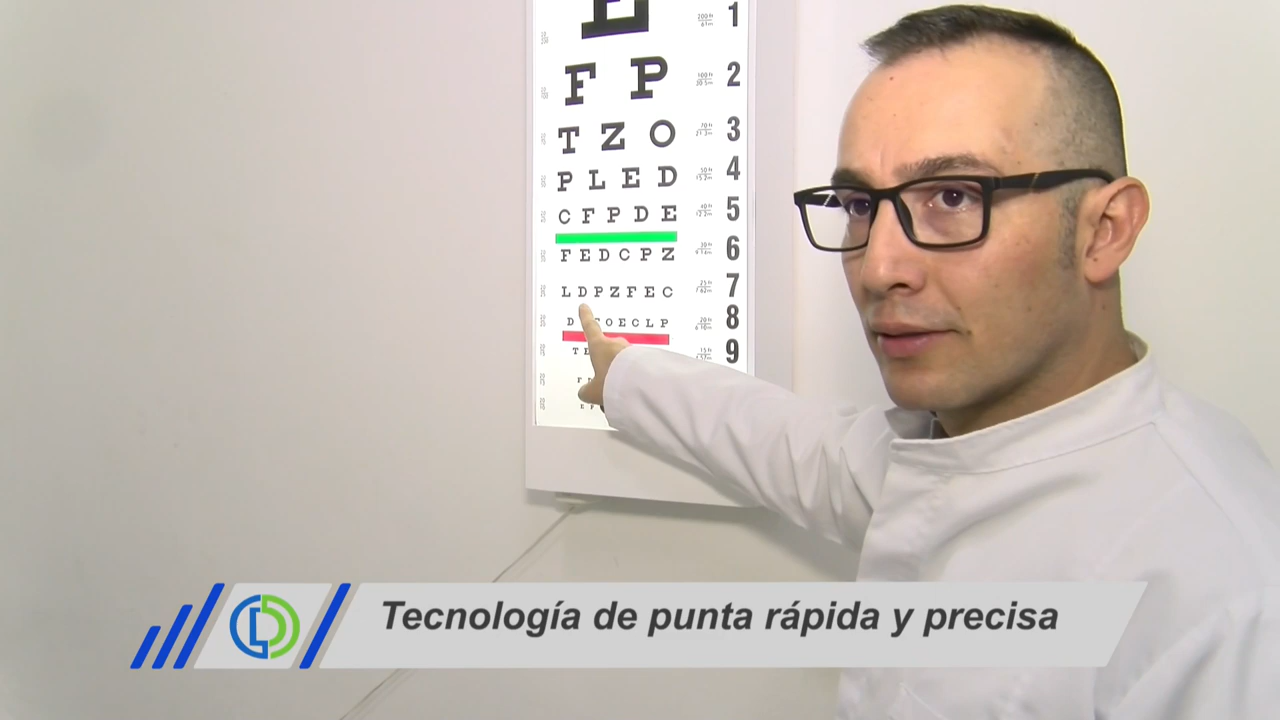 E 1
F P 2
T Z O 3
P L E D 4
C F P D E 5
F E D C P Z 6
L D P Z F E C 7
D F O E C L P 8
T E 9
Tecnología de punta rápida y precisa